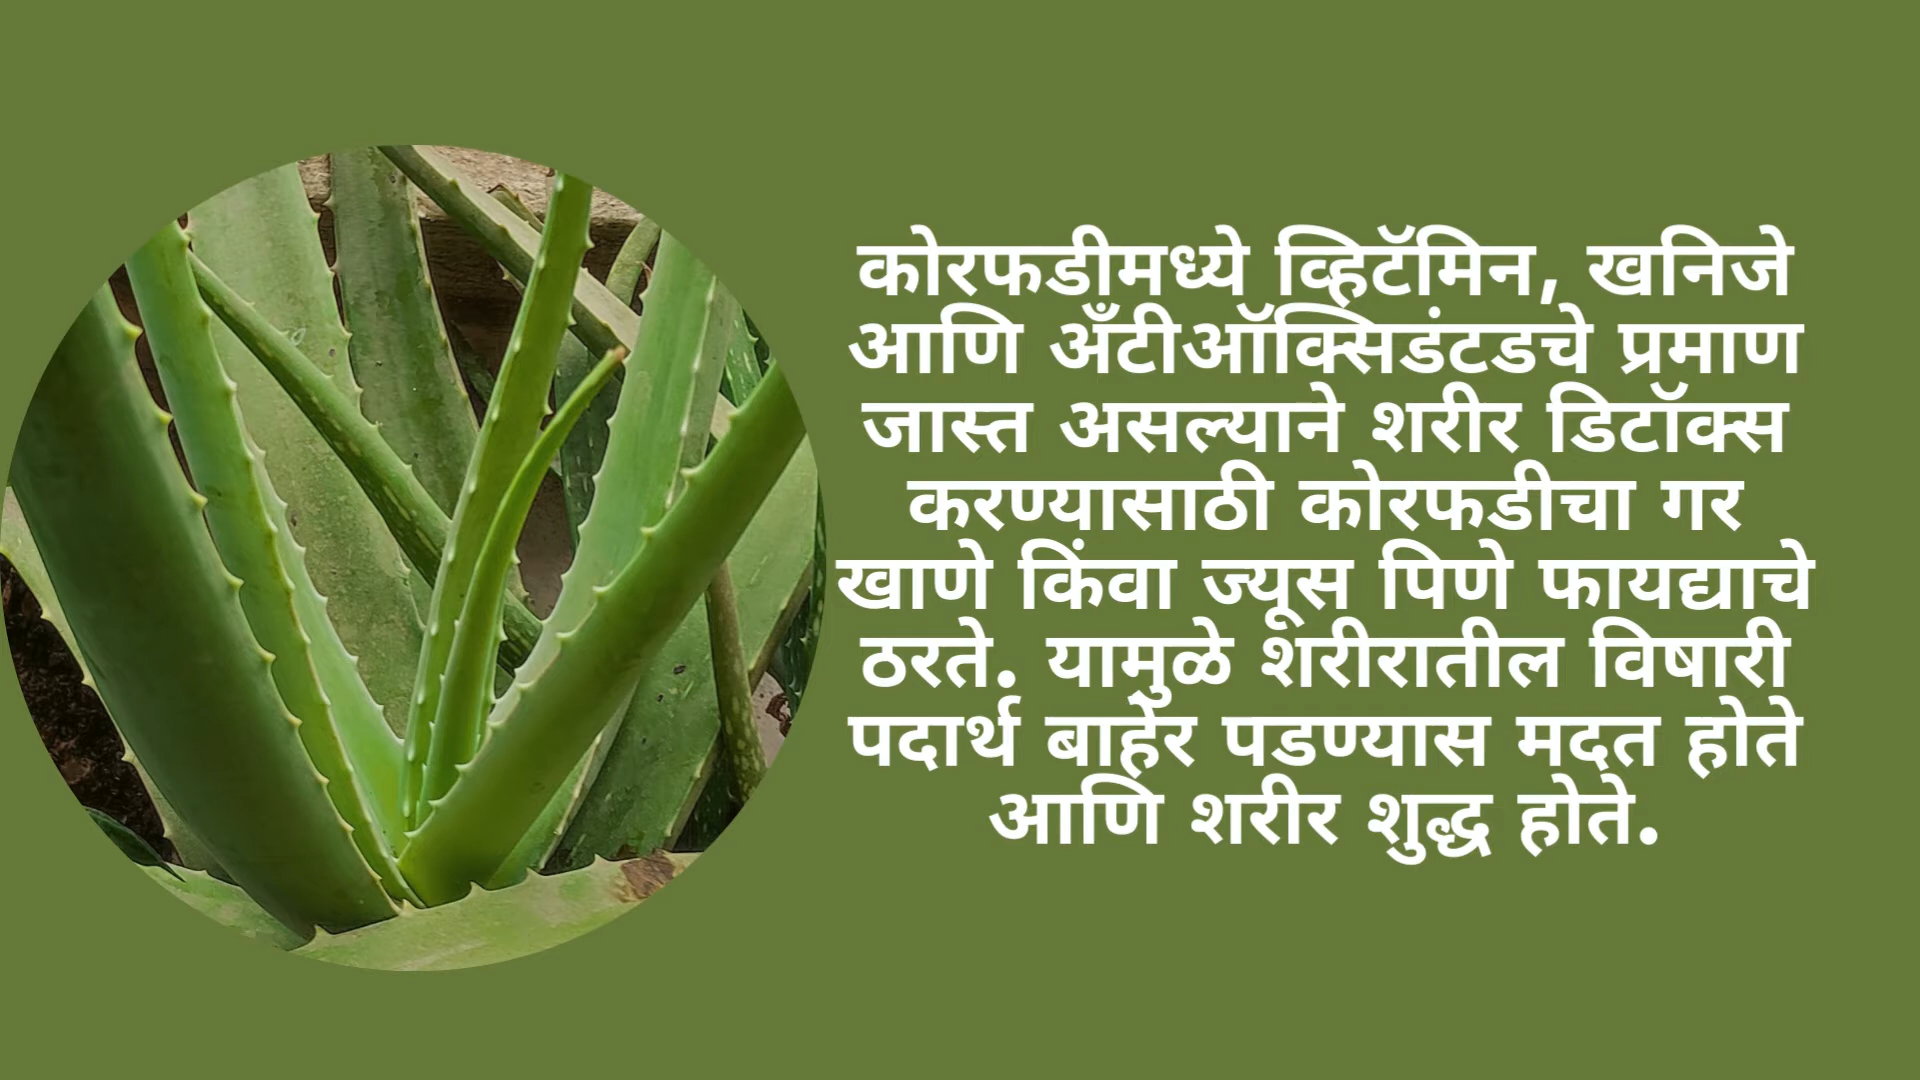 कोरफडीमध्ये व्हिटॅमिन, खनिजे
आणि अँटीऑक्सिडंटडचे प्रमाण
जास्त असल्याने शरीर डिटॉक्स
करण्यासाठी कोरफडीचा गर
खाणे किंवा ज्यूस पिणे फायद्याचे
ठरते. यामुळे शरीरातील विषारी
पदार्थ बाहेर पडण्यास मदत होते
आणि शरीर शुद्ध होते.